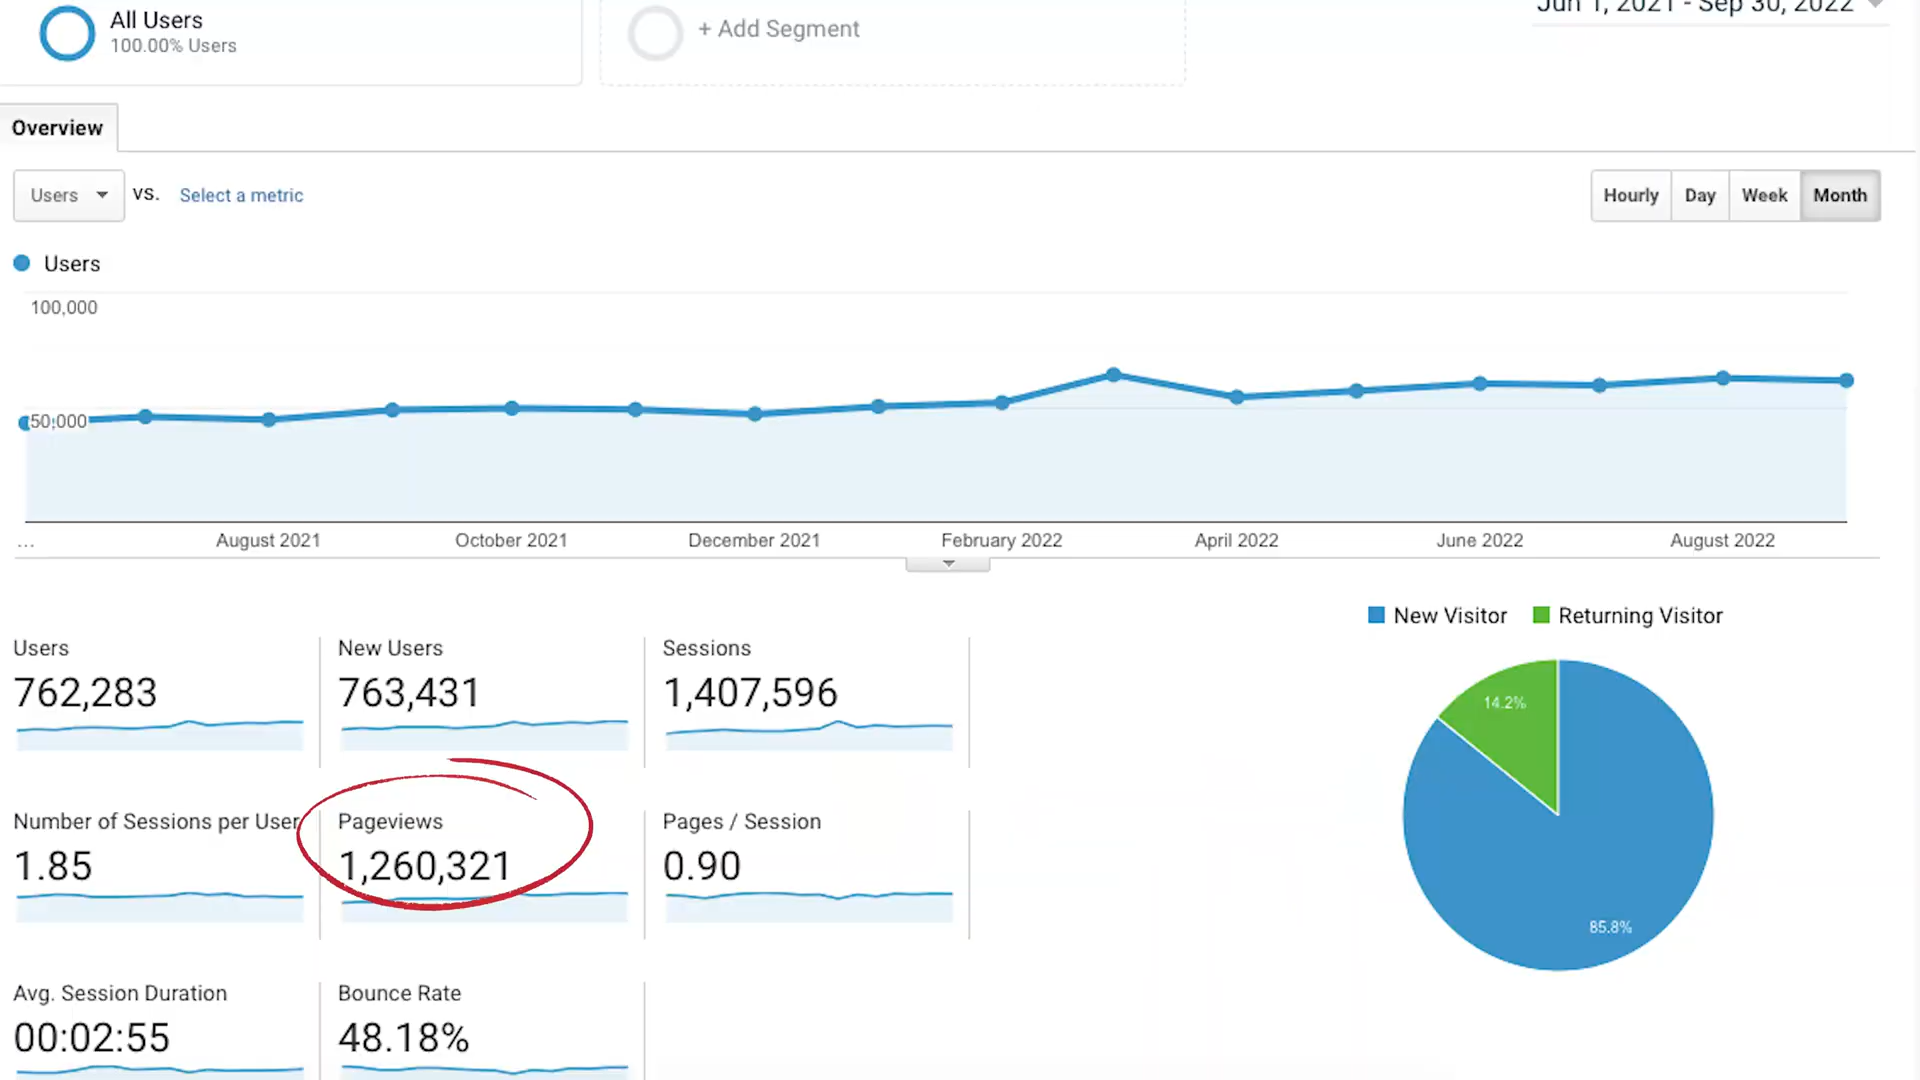 All Users
100.00% Users
+ Add Segment
Jun 1, 2021 - Sep 30, 2022
Overview
Users
VS.
Select a metric
Hourly
Day
Week
Month
Users
100,000
50,000
...
August 2021
October 2021
December 2021
February 2022
April 2022
June 2022
August 2022
New Visitor
Returning Visitor
Users
762,283
New Users
763,431
Sessions
1,407,596
14.2%
85.8%
Number of Sessions per User
1.85
Pageviews
1,260,321
Pages / Session
0.90
Avg. Session Duration
00:02:55
Bounce Rate
48.18%